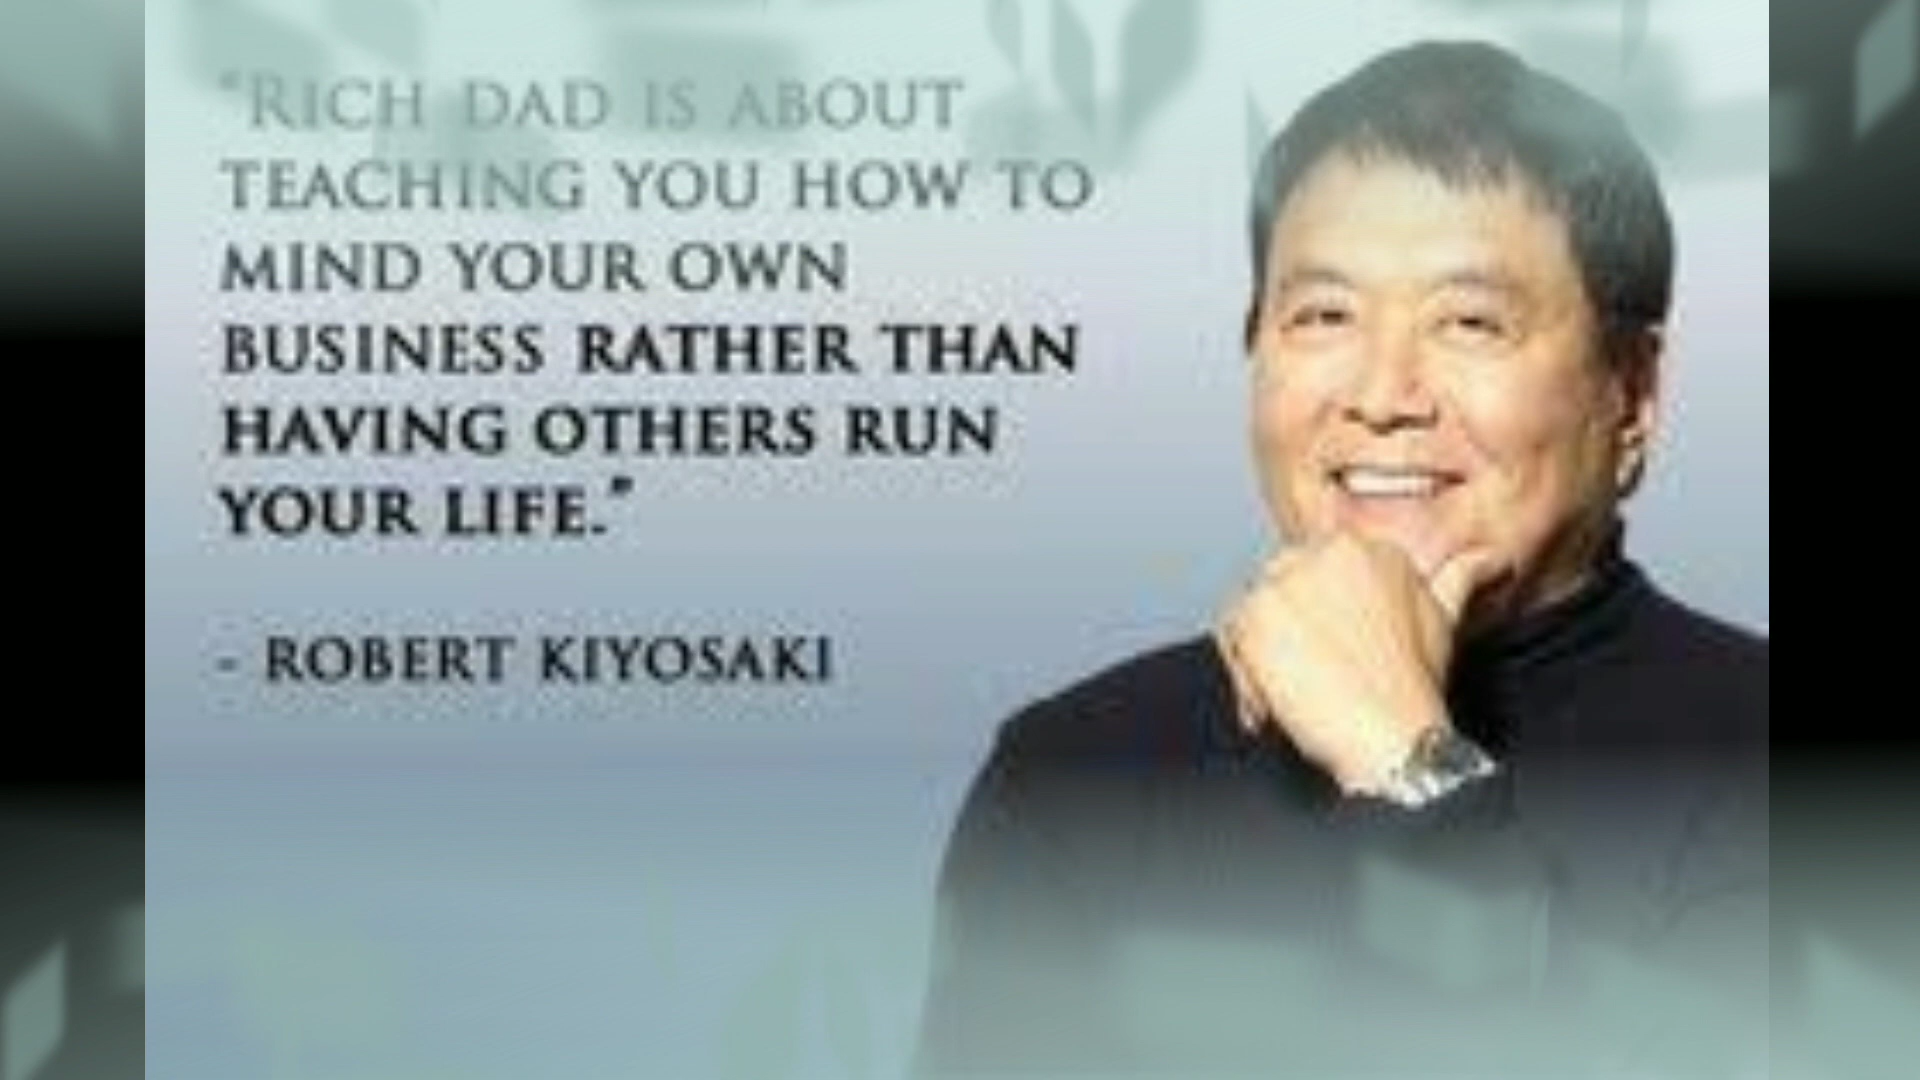 "RICH DAD IS ABOUT
TEACHING YOU HOW TO
MIND YOUR OWN
BUSINESS RATHER THAN
HAVING OTHERS RUN
YOUR LIFE."
- ROBERT KIYOSAKI